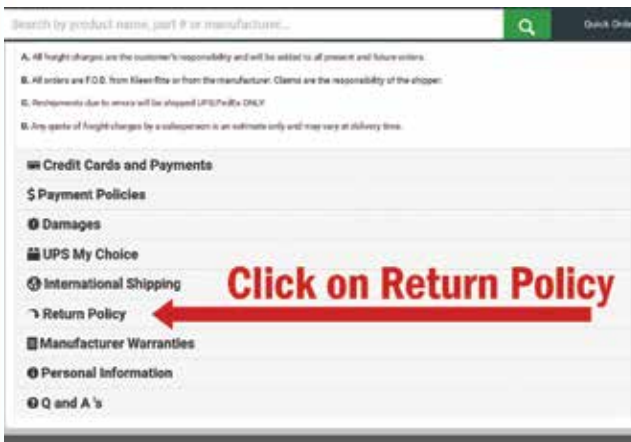 Search by product name, part # or manufacturer...
Quick Orde
A. All freight charges are the customer's responsibility and will be added to all present and future orders.
B. All orders are F.O.B. from Kleen-Rite or from the manufacturer. Claims are the responsibility of the shipper.
C. Reshipments due to errors will be shipped UPS/FedEx ONLY
D. Any quote of freight charges by a salesperson is an estimate only and may vary at delivery time.
Credit Cards and Payments
$ Payment Policies
Damages
UPS My Choice
International Shipping
Click on Return Policy
Return Policy
Manufacturer Warranties
Personal Information
Q and A 's